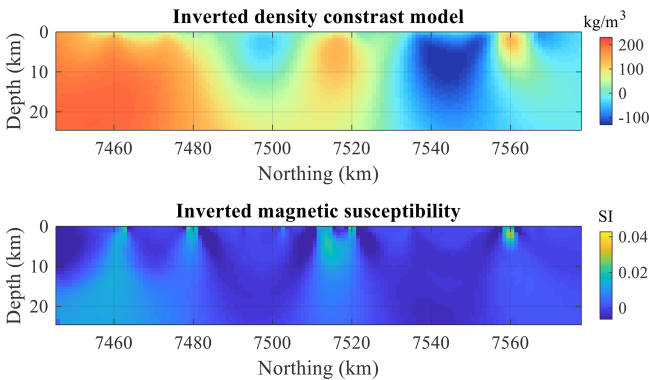 Inverted density constrast model
kg/m³
0
10
20
Depth (km)
200
100
0
-100
7460 7480 7500 7520 7540 7560
Northing (km)
Inverted magnetic susceptibility
SI
0
10
20
Depth (km)
0.04
0.02
0
7460 7480 7500 7520 7540 7560
Northing (km)